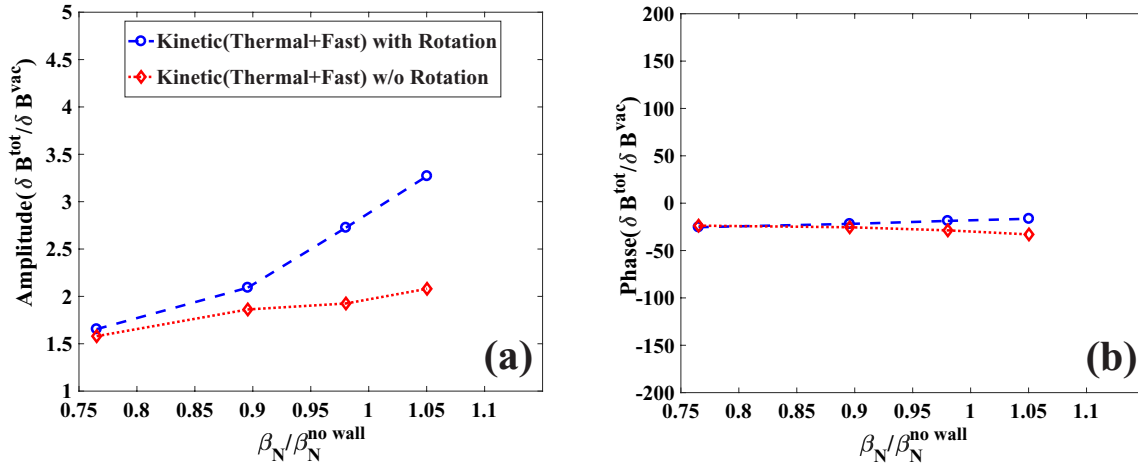 5
4.5
4
3.5
3
2.5
2
1.5
1
Amplitude(δ B^tot/δ B^vac)
Kinetic(Thermal+Fast) with Rotation
Kinetic(Thermal+Fast) w/o Rotation
(a)
0.75 0.8 0.85 0.9 0.95 1 1.05 1.1
β_N/β_N^no wall
200
150
100
50
0
-50
-100
-150
-200
Phase(δ B^tot/δ B^vac)
(b)
0.75 0.8 0.85 0.9 0.95 1 1.05 1.1
β_N/β_N^no wall